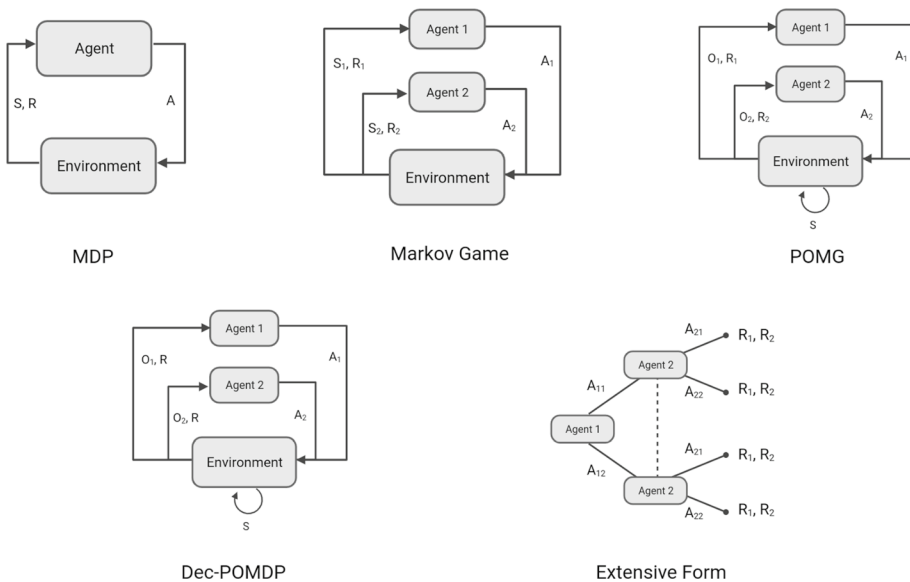 Agent
S, R
A
Environment
MDP
Agent 1
S₁, R₁
A₁
Agent 2
S₂, R₂
A₂
Environment
Markov Game
Agent 1
O₁, R₁
A₁
Agent 2
O₂, R₂
A₂
Environment
S
POMG
Agent 1
O₁, R
A₁
Agent 2
O₂, R
A₂
Environment
S
Dec-POMDP
A₂₁
R₁, R₂
Agent 2
A₁₁
A₂₂
R₁, R₂
Agent 1
A₂₁
R₁, R₂
A₁₂
Agent 2
A₂₂
R₁, R₂
Extensive Form